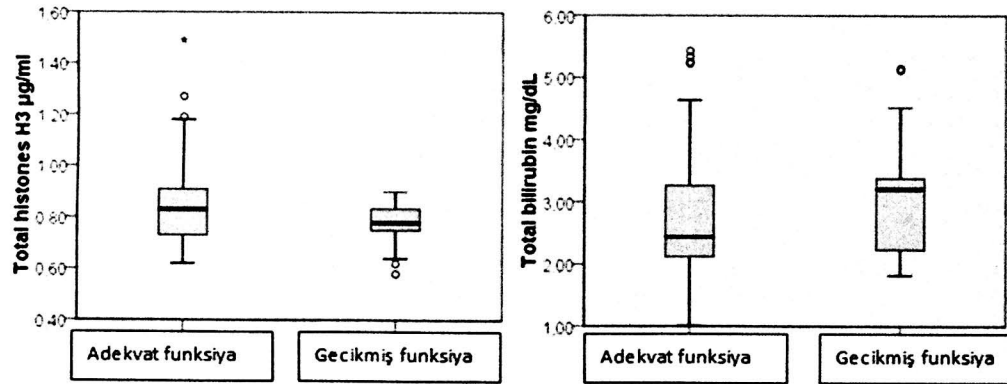 Total histones H3 µg/ml
1.60
1.40
1.20
1.00
0.80
0.60
0.40
Adekvat funksiya
Gecikmiş funksiya
Total bilirubin mg/dL
6.00
5.00
4.00
3.00
2.00
1.00
Adekvat funksiya
Gecikmiş funksiya